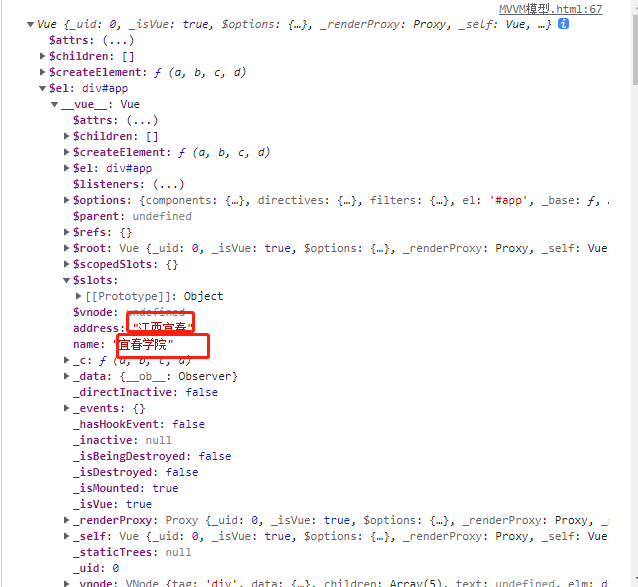 MVVM模型.html:67
Vue {_uid: 0, _isVue: true, $options: {…}, _renderProxy: Proxy, _self: Vue, …}
$attrs: (...)
$children: []
$createElement: ƒ (a, b, c, d)
$el: div#app
__vue__: Vue
$attrs: (...)
$children: []
$createElement: ƒ (a, b, c, d)
$el: div#app
$listeners: (...)
$options: {components: {…}, directives: {…}, filters: {…}, el: '#app', _base: ƒ, …
$parent: undefined
$refs: {}
$root: Vue {_uid: 0, _isVue: true, $options: {…}, _renderProxy: Proxy, _self: Vue
$scopedSlots: {}
$slots:
[[Prototype]]: Object
$vnode: undefined
address: "江西宜春"
name: "宜春学院"
_c: ƒ (a, b, c, d)
_data: {__ob__: Observer}
_directInactive: false
_events: {}
_hasHookEvent: false
_inactive: null
_isBeingDestroyed: false
_isDestroyed: false
_isMounted: true
_isVue: true
_renderProxy: Proxy {_uid: 0, _isVue: true, $options: {…}, _renderProxy: Proxy, _
_self: Vue {_uid: 0, _isVue: true, $options: {…}, _renderProxy: Proxy, _self: Vue
_staticTrees: null
_uid: 0
_vnode: VNode {tag: 'div', data: {…}, children: Array(5), text: undefined, elm: d